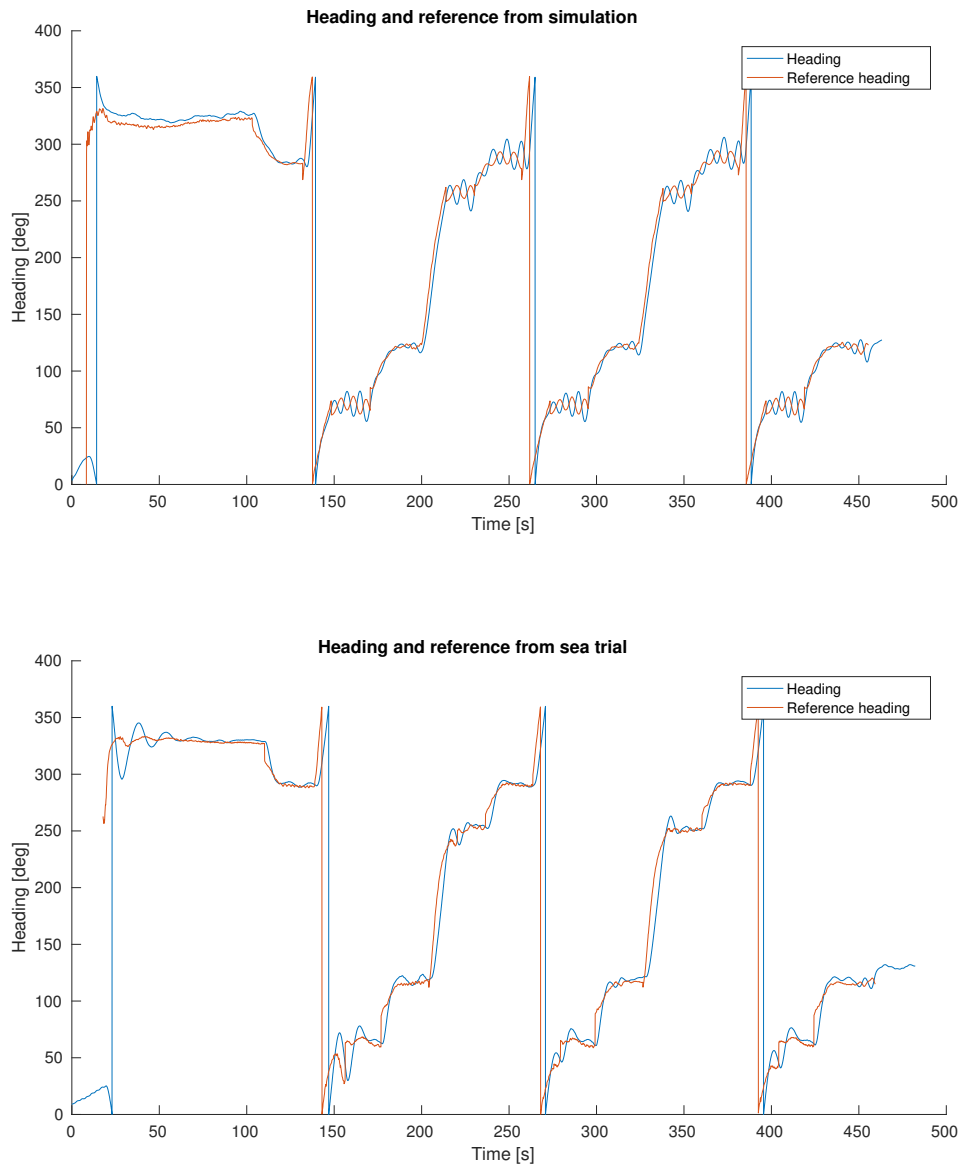 Heading and reference from simulation
400
350
300
250
200
150
100
50
0
Heading [deg]
Heading
Reference heading
0 50 100 150 200 250 300 350 400 450 500
Time [s]
Heading and reference from sea trial
400
350
300
250
200
150
100
50
0
Heading [deg]
Heading
Reference heading
0 50 100 150 200 250 300 350 400 450 500
Time [s]